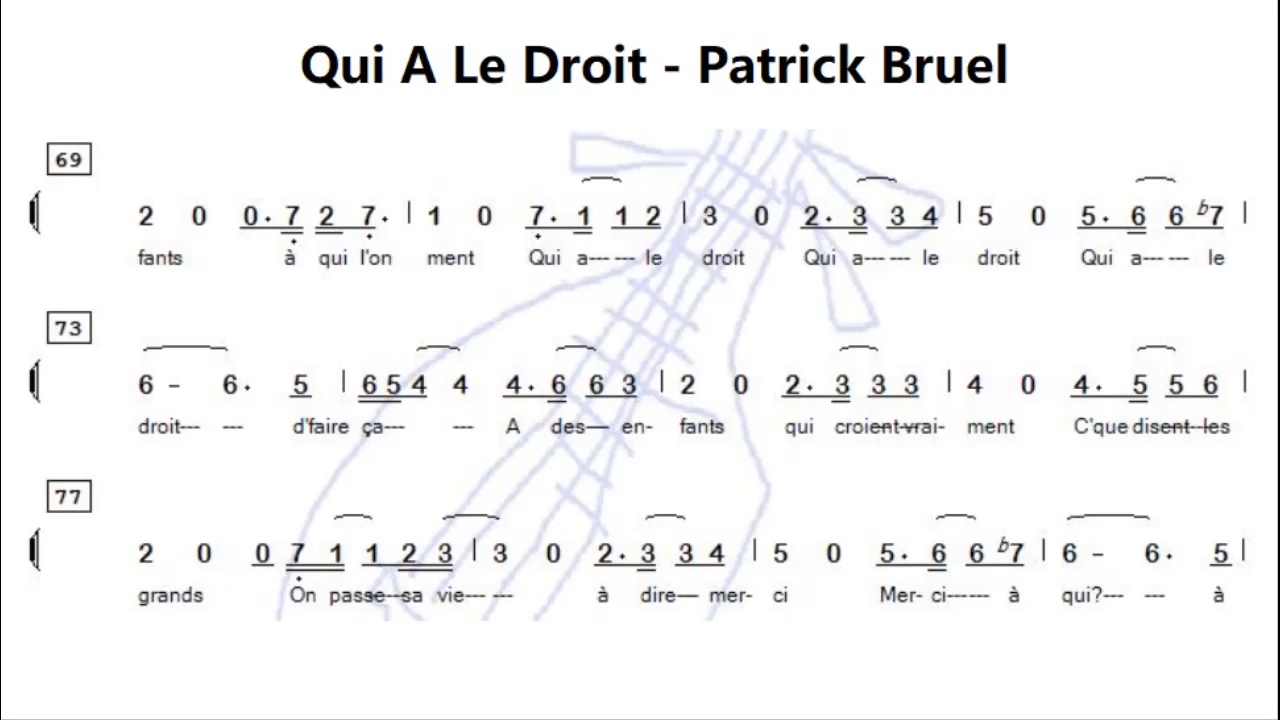 Qui A Le Droit - Patrick Bruel
69
2 0 0. 7 2 7. | 1 0 7. 1 1 2 | 3 0 2. 3 3 4 | 5 0 5. 6 6 b7 |
fants à qui l'on ment Qui a--- --- le droit Qui a--- --- le droit Qui a--- --- le
73
6 - 6. 5 | 6 5 4 4 4. 6 6 3 | 2 0 2. 3 3 3 | 4 0 4. 5 5 6 |
droit--- --- d'faire ça--- --- A des— en- fants qui croient-vrai- ment C'que disent--les
77
2 0 0 7 1 1 2 3 | 3 0 2. 3 3 4 | 5 0 5. 6 6 b7 | 6 - 6. 5 |
grands On passe--sa vie--- --- à dire— mer- ci Mer- ci--- --- à qui?--- --- à